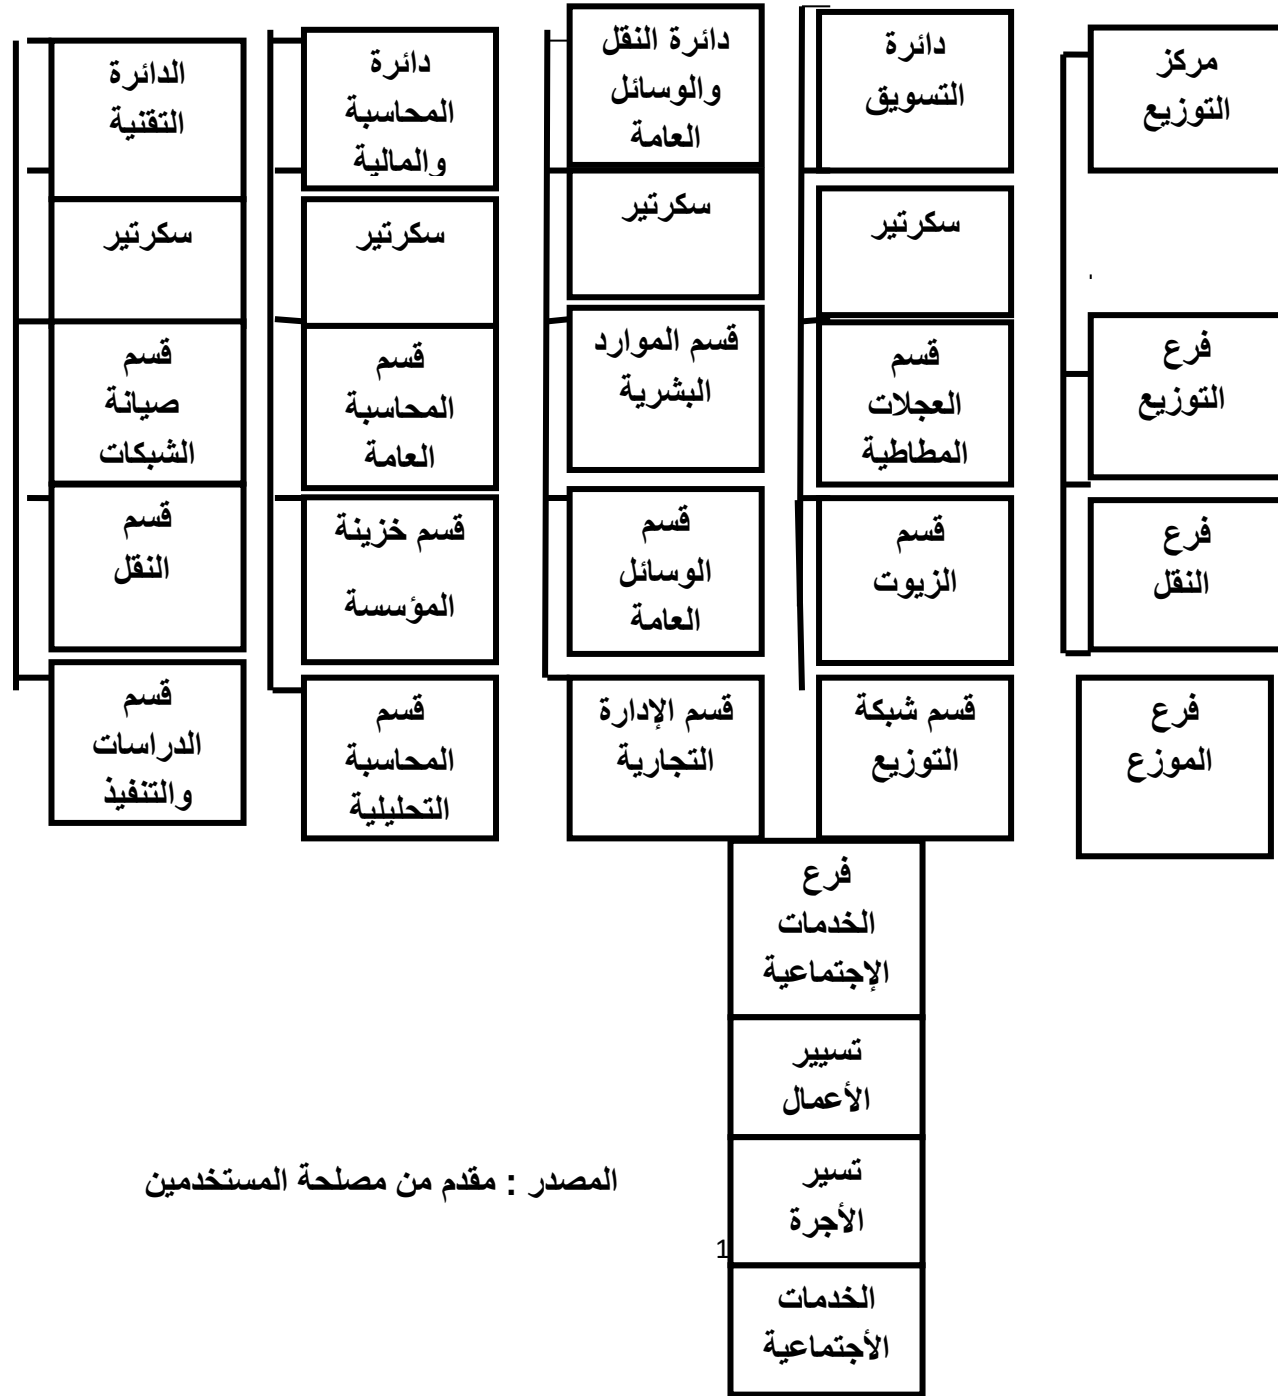 مركز
التوزيع
فرع
التوزيع
فرع
النقل
فرع
الموزع
دائرة
التسويق
سكرتير
قسم
العجلات
المطاطية
قسم
الزيوت
قسم شبكة
التوزيع
دائرة النقل
والوسائل
العامة
سكرتير
قسم الموارد
البشرية
قسم
الوسائل
العامة
قسم الإدارة
التجارية
دائرة
المحاسبة
والمالية
سكرتير
قسم
المحاسبة
العامة
قسم خزينة
المؤسسة
قسم
المحاسبة
التحليلية
الدائرة
التقنية
سكرتير
قسم
صيانة
الشبكات
قسم
النقل
قسم
الدراسات
والتنفيذ
فرع
الخدمات
الإجتماعية
تسيير
الأعمال
تسير
الأجرة
الخدمات
الأجتماعية
المصدر : مقدم من مصلحة المستخدمين
1